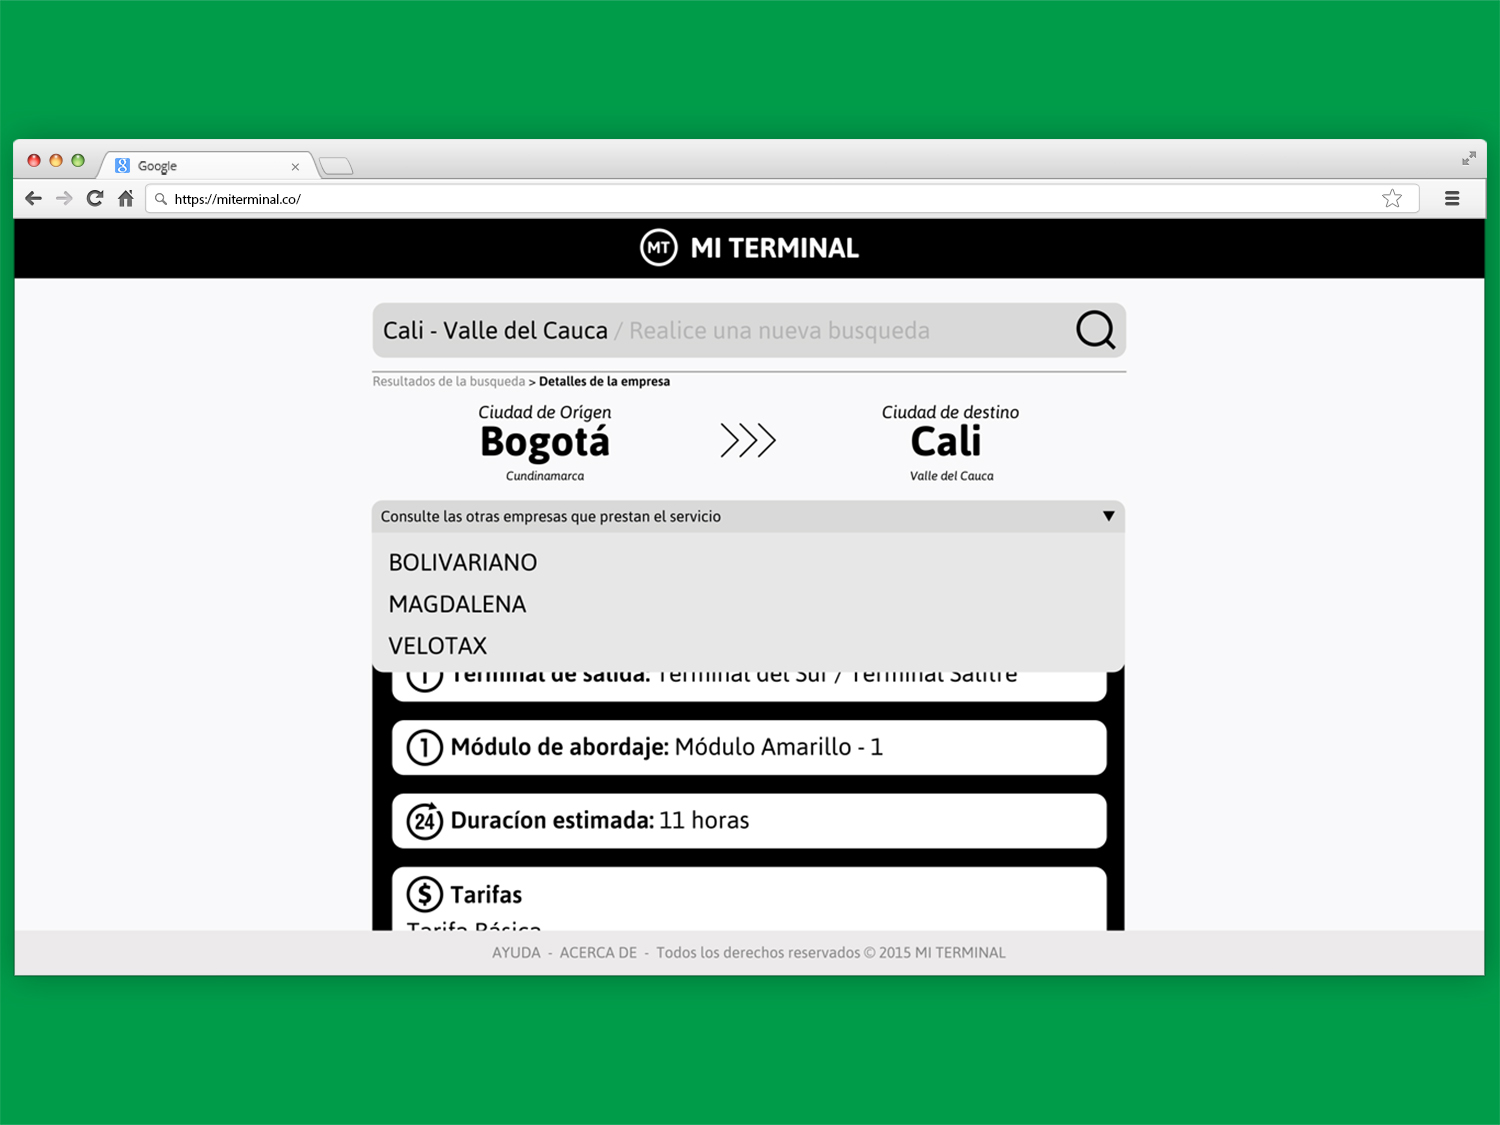 Google
https://miterminal.co/
MT MI TERMINAL
Cali - Valle del Cauca / Realice una nueva busqueda
Resultados de la busqueda > Detalles de la empresa
Ciudad de Orígen
Bogotá
Cundinamarca
Ciudad de destino
Cali
Valle del Cauca
Consulte las otras empresas que prestan el servicio
BOLIVARIANO
MAGDALENA
VELOTAX
Terminal de salida: Terminal del Sur / Terminal Salitre
1 Módulo de abordaje: Módulo Amarillo - 1
24 Duracíon estimada: 11 horas
$ Tarifas
Tarifa Básica
AYUDA - ACERCA DE - Todos los derechos reservados © 2015 MI TERMINAL